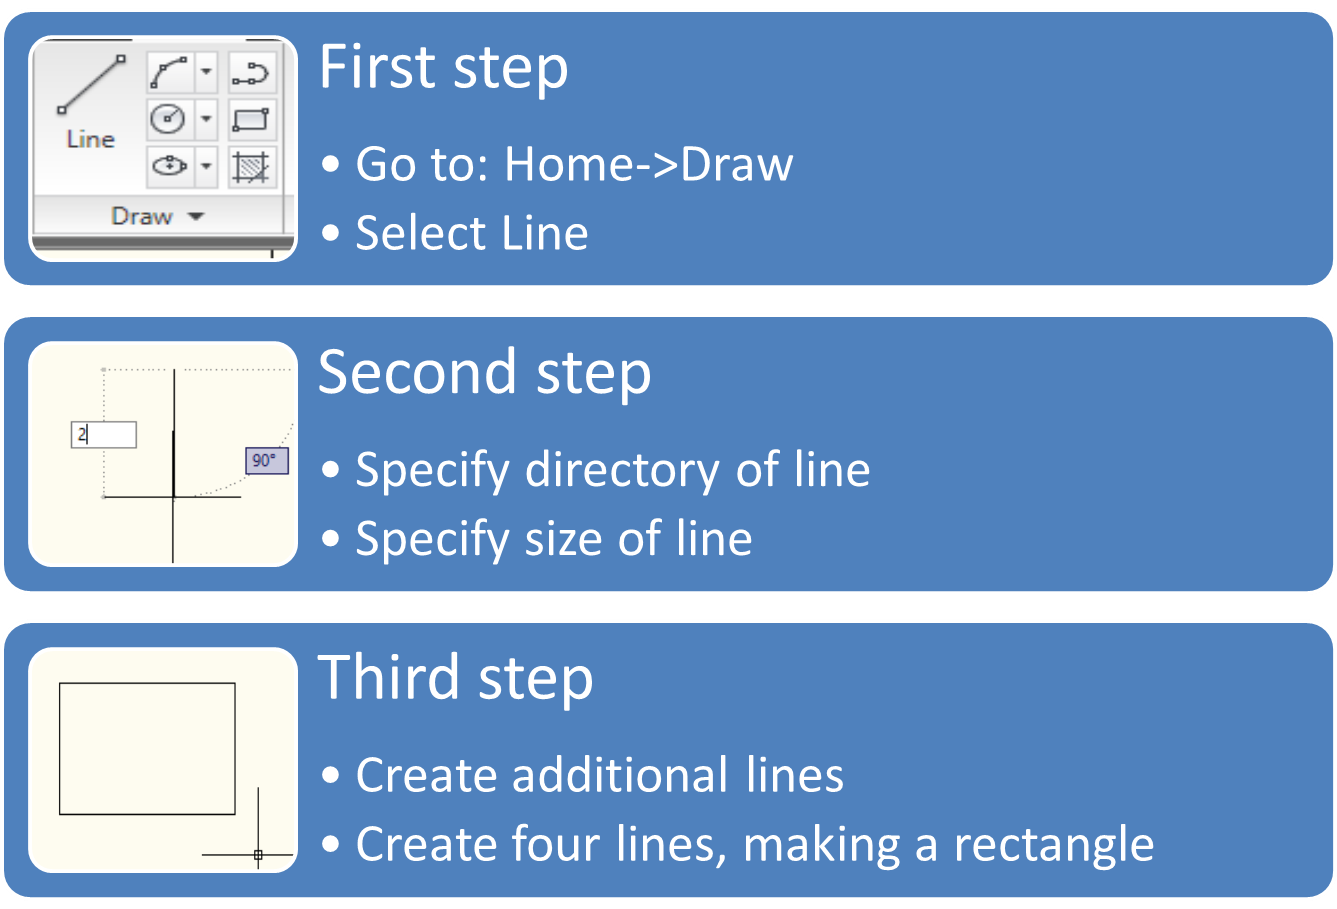 First step
Line
• Go to: Home->Draw
• Select Line
Draw
Second step
2
90°
• Specify directory of line
• Specify size of line
Third step
• Create additional lines
• Create four lines, making a rectangle